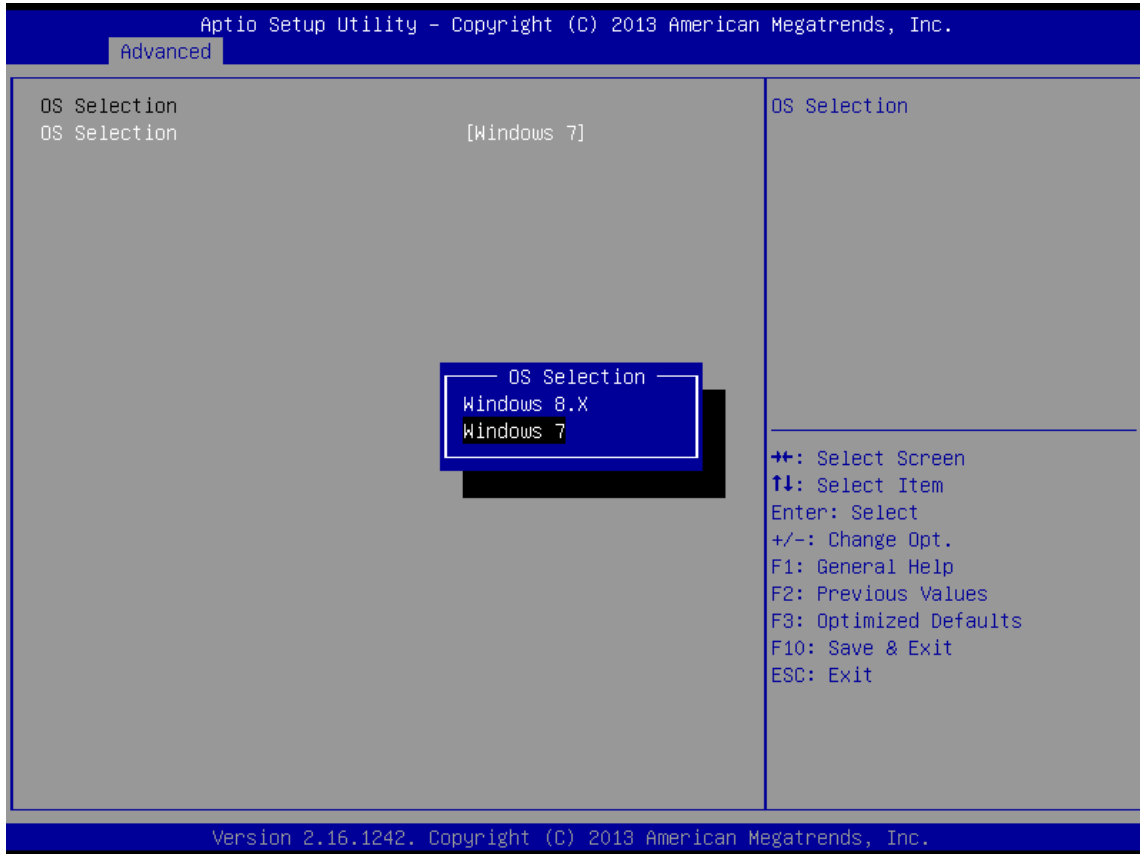 Aptio Setup Utility – Copyright (C) 2013 American Megatrends, Inc.
Advanced
OS Selection
OS Selection [Windows 7]
OS Selection
OS Selection
Windows 8.X
Windows 7
→←: Select Screen
↑↓: Select Item
Enter: Select
+/-: Change Opt.
F1: General Help
F2: Previous Values
F3: Optimized Defaults
F10: Save & Exit
ESC: Exit
Version 2.16.1242. Copyright (C) 2013 American Megatrends, Inc.